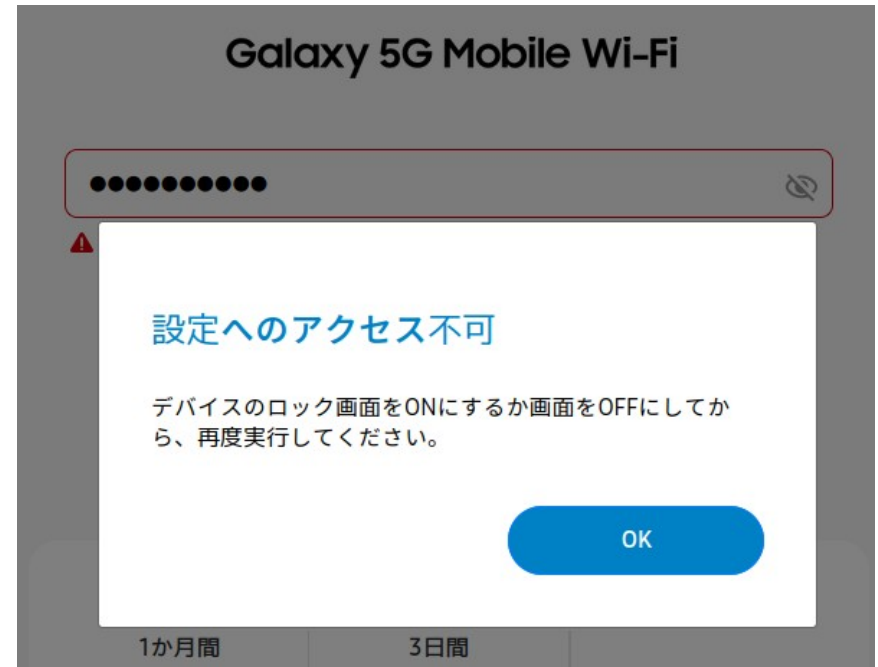 Galaxy 5G Mobile Wi-Fi
●●●●●●●●●●
設定へのアクセス不可
デバイスのロック画面をONにするか画面をOFFにしてか
ら、再度実行してください。
OK
1か月間
3日間